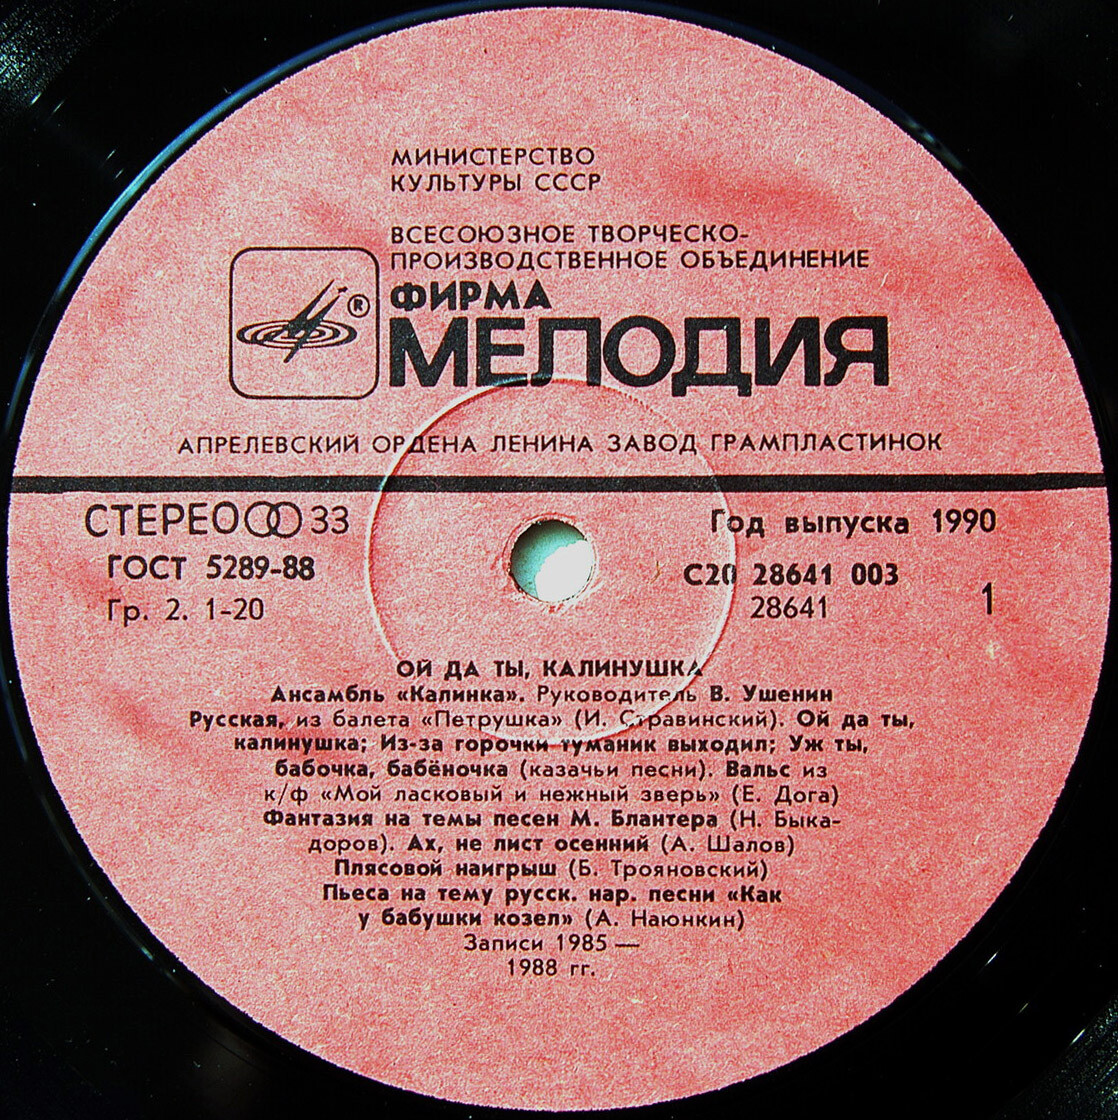 МИНИСТЕРСТВО
КУЛЬТУРЫ СССР
ВСЕСОЮЗНОЕ ТВОРЧЕСКО-
ПРОИЗВОДСТВЕННОЕ ОБЪЕДИНЕНИЕ
ФИРМА
®
МЕЛОДИЯ
АПРЕЛЕВСКИЙ ОРДЕНА ЛЕНИНА ЗАВОД ГРАМПЛАСТИНОК
СТЕРЕО 33
Год выпуска 1990
ГОСТ 5289-88
С20 28641 003
Гр. 2. 1-20
28641
1
ОЙ ДА ТЫ, КАЛИНУШКА
Ансамбль «Калинка». Руководитель В. Ушенин
Русская, из балета «Петрушка» (И. Стравинский). Ой да ты,
калинушка; Из-за горочки туманик выходил; Уж ты,
бабочка, бабёночка (казачьи песни). Вальс из
к/ф «Мой ласковый и нежный зверь» (Е. Дога)
Фантазия на темы песен М. Блантера (Н. Быка-
доров). Ах, не лист осенний (А. Шалов)
Плясовой наигрыш (Б. Трояновский)
Пьеса на тему русск. нар. песни «Как
у бабушки козел» (А. Наюнкин)
Записи 1985 —
1988 гг.